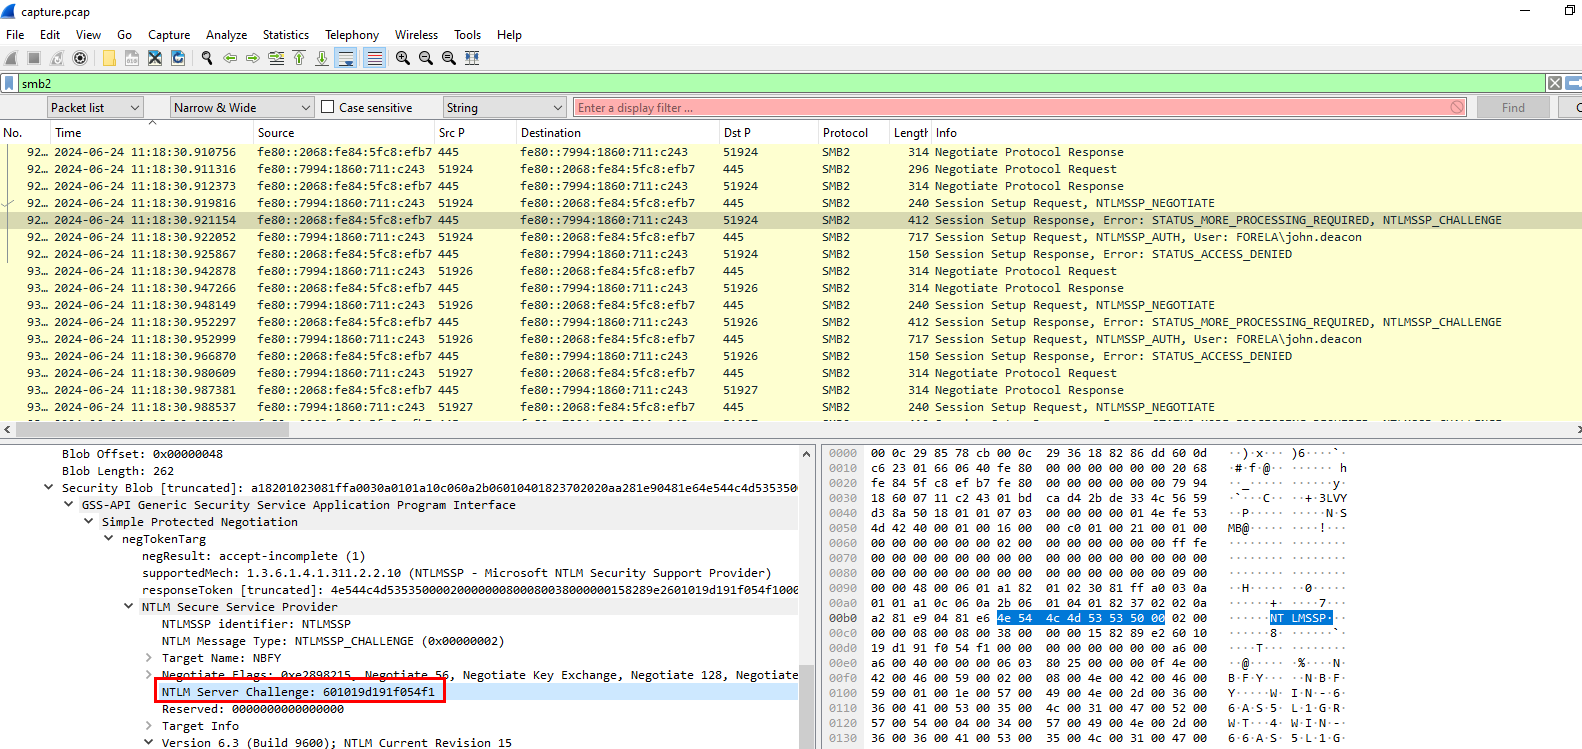 capture.pcap
File Edit View Go Capture Analyze Statistics Telephony Wireless Tools Help
smb2
Packet list Narrow & Wide Case sensitive String Enter a display filter ... Find
No. Time Source Src P Destination Dst P Protocol Length Info
92… 2024-06-24 11:18:30.910756 fe80::2068:fe84:5fc8:efb7 445 fe80::7994:1860:711:c243 51924 SMB2 314 Negotiate Protocol Response
92… 2024-06-24 11:18:30.911316 fe80::7994:1860:711:c243 51924 fe80::2068:fe84:5fc8:efb7 445 SMB2 296 Negotiate Protocol Request
92… 2024-06-24 11:18:30.912373 fe80::2068:fe84:5fc8:efb7 445 fe80::7994:1860:711:c243 51924 SMB2 314 Negotiate Protocol Response
92… 2024-06-24 11:18:30.919816 fe80::7994:1860:711:c243 51924 fe80::2068:fe84:5fc8:efb7 445 SMB2 240 Session Setup Request, NTLMSSP_NEGOTIATE
92… 2024-06-24 11:18:30.921154 fe80::2068:fe84:5fc8:efb7 445 fe80::7994:1860:711:c243 51924 SMB2 412 Session Setup Response, Error: STATUS_MORE_PROCESSING_REQUIRED, NTLMSSP_CHALLENGE
92… 2024-06-24 11:18:30.922052 fe80::7994:1860:711:c243 51924 fe80::2068:fe84:5fc8:efb7 445 SMB2 717 Session Setup Request, NTLMSSP_AUTH, User: FORELA\john.deacon
92… 2024-06-24 11:18:30.925867 fe80::2068:fe84:5fc8:efb7 445 fe80::7994:1860:711:c243 51924 SMB2 150 Session Setup Response, Error: STATUS_ACCESS_DENIED
93… 2024-06-24 11:18:30.942878 fe80::7994:1860:711:c243 51926 fe80::2068:fe84:5fc8:efb7 445 SMB2 314 Negotiate Protocol Request
93… 2024-06-24 11:18:30.947266 fe80::2068:fe84:5fc8:efb7 445 fe80::7994:1860:711:c243 51926 SMB2 314 Negotiate Protocol Response
93… 2024-06-24 11:18:30.948149 fe80::7994:1860:711:c243 51926 fe80::2068:fe84:5fc8:efb7 445 SMB2 240 Session Setup Request, NTLMSSP_NEGOTIATE
93… 2024-06-24 11:18:30.952297 fe80::2068:fe84:5fc8:efb7 445 fe80::7994:1860:711:c243 51926 SMB2 412 Session Setup Response, Error: STATUS_MORE_PROCESSING_REQUIRED, NTLMSSP_CHALLENGE
93… 2024-06-24 11:18:30.952999 fe80::7994:1860:711:c243 51926 fe80::2068:fe84:5fc8:efb7 445 SMB2 717 Session Setup Request, NTLMSSP_AUTH, User: FORELA\john.deacon
93… 2024-06-24 11:18:30.966870 fe80::2068:fe84:5fc8:efb7 445 fe80::7994:1860:711:c243 51926 SMB2 150 Session Setup Response, Error: STATUS_ACCESS_DENIED
93… 2024-06-24 11:18:30.980609 fe80::7994:1860:711:c243 51927 fe80::2068:fe84:5fc8:efb7 445 SMB2 314 Negotiate Protocol Request
93… 2024-06-24 11:18:30.987381 fe80::2068:fe84:5fc8:efb7 445 fe80::7994:1860:711:c243 51927 SMB2 314 Negotiate Protocol Response
93… 2024-06-24 11:18:30.988537 fe80::7994:1860:711:c243 51927 fe80::2068:fe84:5fc8:efb7 445 SMB2 240 Session Setup Request, NTLMSSP_NEGOTIATE
Blob Offset: 0x00000048
Blob Length: 262
Security Blob [truncated]: a18201023081ffa0030a0101a10c060a2b06010401823702020aa281e90481e64e544c4d535350
GSS-API Generic Security Service Application Program Interface
Simple Protected Negotiation
negTokenTarg
negResult: accept-incomplete (1)
supportedMech: 1.3.6.1.4.1.311.2.2.10 (NTLMSSP - Microsoft NTLM Security Support Provider)
responseToken [truncated]: 4e544c4d53535000020000000800080038000000158289e2601019d191f054f1000
NTLM Secure Service Provider
NTLMSSP identifier: NTLMSSP
NTLM Message Type: NTLMSSP_CHALLENGE (0x00000002)
Target Name: NBFY
Negotiate Flags: 0xe2898215, Negotiate 56, Negotiate Key Exchange, Negotiate 128, Negotiate
NTLM Server Challenge: 601019d191f054f1
Reserved: 0000000000000000
Target Info
Version 6.3 (Build 9600); NTLM Current Revision 15
0000 00 0c 29 85 78 cb 00 0c 29 36 18 82 86 dd 60 0d ··)·x···)6····`·
0010 c6 23 01 66 06 40 fe 80 00 00 00 00 00 00 20 68 ·#·f·@········ h
0020 fe 84 5f c8 ef b7 fe 80 00 00 00 00 00 00 79 94 ··_···········y·
0030 18 60 07 11 c2 43 01 bd ca d4 2b de 33 4c 56 59 ·`···C····+·3LVY
0040 d3 8a 50 18 01 01 07 03 00 00 00 00 01 4e fe 53 ··P··········N·S
0050 4d 42 40 00 01 00 16 00 00 c0 01 00 21 00 01 00 MB@·········!···
0060 00 00 00 00 00 00 02 00 00 00 00 00 00 00 ff fe ················
0070 00 00 00 00 00 00 00 00 00 00 00 00 00 00 00 00 ················
0080 00 00 00 00 00 00 00 00 00 00 00 00 00 00 09 00 ················
0090 00 00 48 00 06 01 a1 82 01 02 30 81 ff a0 03 0a ··H·······0·····
00a0 01 01 a1 0c 06 0a 2b 06 01 04 01 82 37 02 02 0a ······+·····7···
00b0 a2 81 e9 04 81 e6 4e 54 4c 4d 53 53 50 00 02 00 ······NTLMSSP···
00c0 00 00 08 00 08 00 38 00 00 00 15 82 89 e2 60 10 ······8·······`·
00d0 19 d1 91 f0 54 f1 00 00 00 00 00 00 00 00 a6 00 ····T···········
00e0 a6 00 40 00 00 00 06 03 80 25 00 00 00 0f 4e 00 ··@······%····N·
00f0 42 00 46 00 59 00 02 00 08 00 4e 00 42 00 46 00 B·F·Y·····N·B·F·
0100 59 00 01 00 1e 00 57 00 49 00 4e 00 2d 00 36 00 Y·····W·I·N·-·6·
0110 36 00 41 00 53 00 35 00 4c 00 31 00 47 00 52 00 6·A·S·5·L·1·G·R·
0120 57 00 54 00 04 00 34 00 57 00 49 00 4e 00 2d 00 W·T···4·W·I·N·-·
0130 36 00 36 00 41 00 53 00 35 00 4c 00 31 00 47 00 6·6·A·S·5·L·1·G·